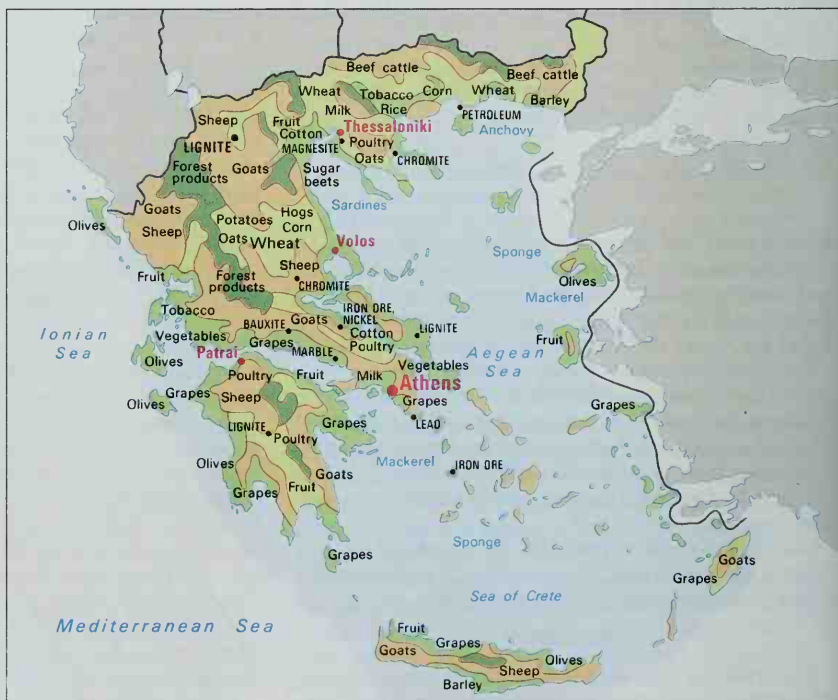 Beef cattle
Beef cattle
Wheat
Tobacco
Corn
Wheat
Milk
Rice
Barley
Sheep
Fruit
PETROLEUM
Cotton
Thessaloniki
Anchovy
LIGNITE
MAGNESITE
Poultry
Oats
CHROMITE
Forest
products
Goats
Sugar
beets
Sardines
Goats
Hogs
Potatoes
Corn
Olives
Sheep
Oats
Wheat
Volos
Sponge
Sheep
Fruit
Forest
products
CHROMITE
Olives
Mackerel
Tobacco
IRON ORE,
NICKEL
Goats
BAUXITE
LIGNITE
Ionian
Sea
Vegetables
Grapes
Cotton
Poultry
Fruit
Patrai
MARBLE
Aegean
Sea
Olives
Vegetables
Poultry
Fruit
Milk
Athens
Grapes
Sheep
Grapes
Olives
Grapes
LIGNITE
Poultry
Grapes
LEAD
Mackerel
IRON ORE
Olives
Goats
Fruit
Grapes
Sponge
Grapes
Goats
Grapes
Sea of Crete
Mediterranean Sea
Fruit
Grapes
Goats
Olives
Sheep
Barley